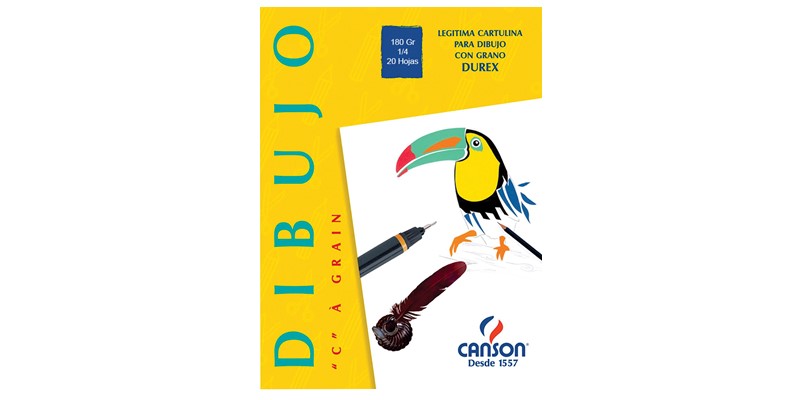 DIBUJO
"C" À GRAIN
180 Gr
1/4
20 Hojas
LEGITIMA CARTULINA
PARA DIBUJO
CON GRANO
DUREX
CANSON®
Desde 1557